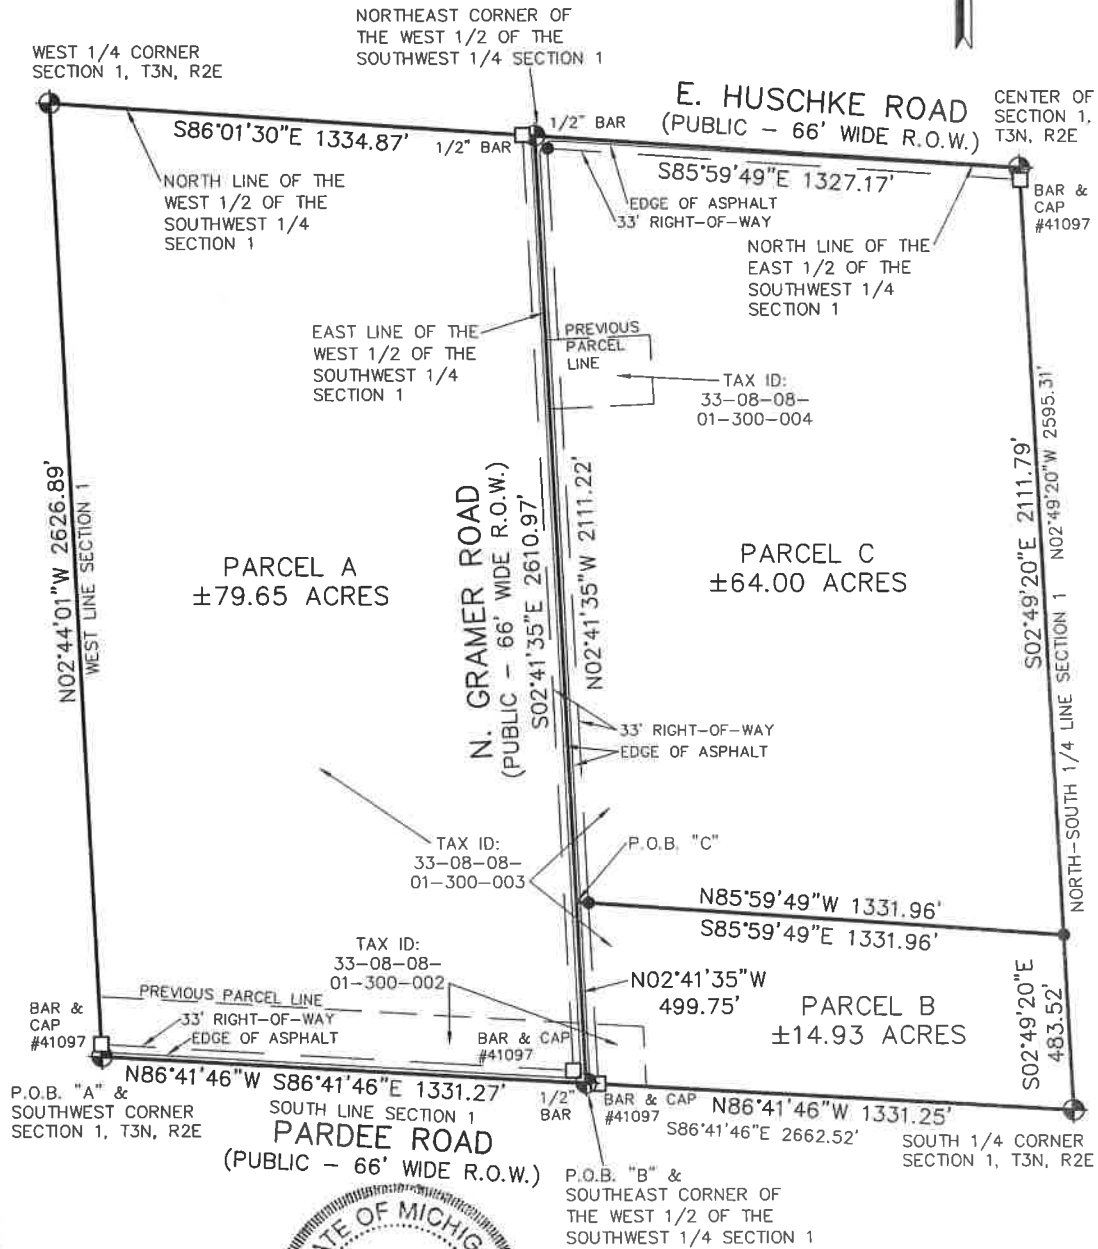 NORTHEAST CORNER OF
THE WEST 1/2 OF THE
SOUTHWEST 1/4 SECTION 1
WEST 1/4 CORNER
SECTION 1, T3N, R2E
E. HUSCHKE ROAD
(PUBLIC – 66' WIDE R.O.W.)
CENTER OF
SECTION 1,
T3N, R2E
S86°01'30"E 1334.87'
1/2" BAR
1/2" BAR
S85°59'49"E 1327.17'
EDGE OF ASPHALT
33' RIGHT-OF-WAY
BAR &
CAP
#41097
NORTH LINE OF THE
WEST 1/2 OF THE
SOUTHWEST 1/4
SECTION 1
NORTH LINE OF THE
EAST 1/2 OF THE
SOUTHWEST 1/4
SECTION 1
EAST LINE OF THE
WEST 1/2 OF THE
SOUTHWEST 1/4
SECTION 1
PREVIOUS
PARCEL
LINE
TAX ID:
33-08-08-
01-300-004
N02°44'01"W 2626.89'
WEST LINE SECTION 1
PARCEL A
±79.65 ACRES
N. GRAMER ROAD
(PUBLIC – 66' WIDE R.O.W.)
S02°41'35"E 2610.97'
N02°41'35"W 2111.22'
PARCEL C
±64.00 ACRES
S02°49'20"E 2111.79'
NORTH-SOUTH 1/4 LINE SECTION 1 N02°49'20"W 2595.31'
33' RIGHT-OF-WAY
EDGE OF ASPHALT
TAX ID:
33-08-08-
01-300-003
P.O.B. "C"
N85°59'49"W 1331.96'
S85°59'49"E 1331.96'
TAX ID:
33-08-08-
01-300-002
N02°41'35"W
499.75'
PARCEL B
±14.93 ACRES
S02°49'20"E
483.52'
PREVIOUS PARCEL LINE
BAR &
CAP
#41097
33' RIGHT-OF-WAY
EDGE OF ASPHALT
BAR & CAP
#41097
N86°41'46"W S86°41'46"E 1331.27'
SOUTH LINE SECTION 1
PARDEE ROAD
(PUBLIC – 66' WIDE R.O.W.)
P.O.B. "A" &
SOUTHWEST CORNER
SECTION 1, T3N, R2E
1/2"
BAR
BAR & CAP
#41097
N86°41'46"W 1331.25'
S86°41'46"E 2662.52'
SOUTH 1/4 CORNER
SECTION 1, T3N, R2E
P.O.B. "B" &
SOUTHEAST CORNER OF
THE WEST 1/2 OF THE
SOUTHWEST 1/4 SECTION 1
ATE OF MICHIG